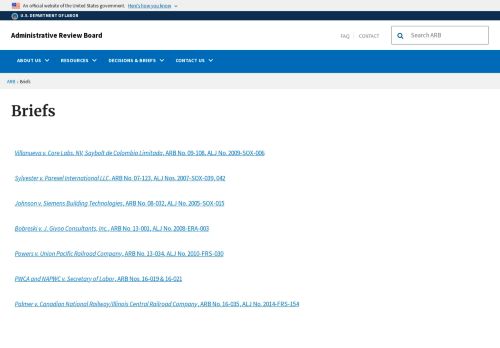 An official website of the United States government. Here's how you know
U.S. DEPARTMENT OF LABOR
Administrative Review Board
FAQ CONTACT
Search ARB
ABOUT US RESOURCES DECISIONS & BRIEFS CONTACT US
ARB › Briefs
Briefs
Villanueva v. Core Labs, NV, Saybolt de Colombia Limitada, ARB No. 09-108, ALJ No. 2009-SOX-006
Sylvester v. Parexel International LLC, ARB No. 07-123, ALJ Nos. 2007-SOX-039, 042
Johnson v. Siemens Building Technologies, ARB No. 08-032, ALJ No. 2005-SOX-015
Bobreski v. J. Givoo Consultants, Inc., ARB No. 13-001, ALJ No. 2008-ERA-003
Powers v. Union Pacific Railroad Company, ARB No. 13-034, ALJ No. 2010-FRS-030
PWCA and NAPWC v. Secretary of Labor, ARB Nos. 16-019 & 16-021
Palmer v. Canadian National Railway/Illinois Central Railroad Company, ARB No. 16-035, ALJ No. 2014-FRS-154